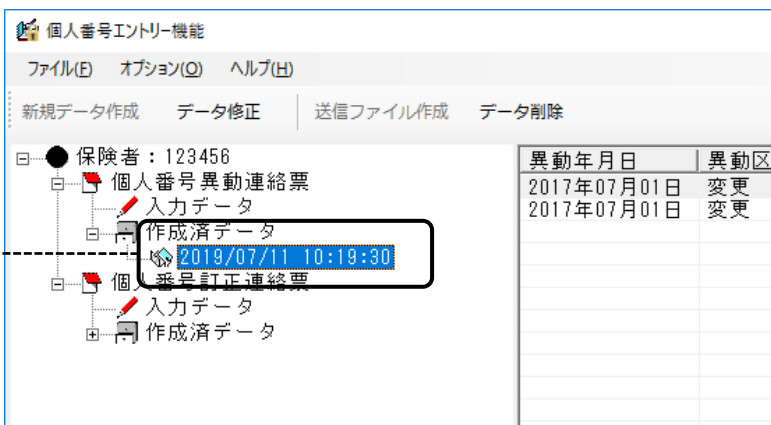 個人番号エントリー機能
ファイル(F) オプション(O) ヘルプ(H)
新規データ作成 データ修正 送信ファイル作成 データ削除
保険者：123456
個人番号異動連絡票
入力データ
作成済データ
2019/07/11 10:19:30
個人番号訂正連絡票
入力データ
作成済データ
異動年月日 異動区
2017年07月01日 変更
2017年07月01日 変更